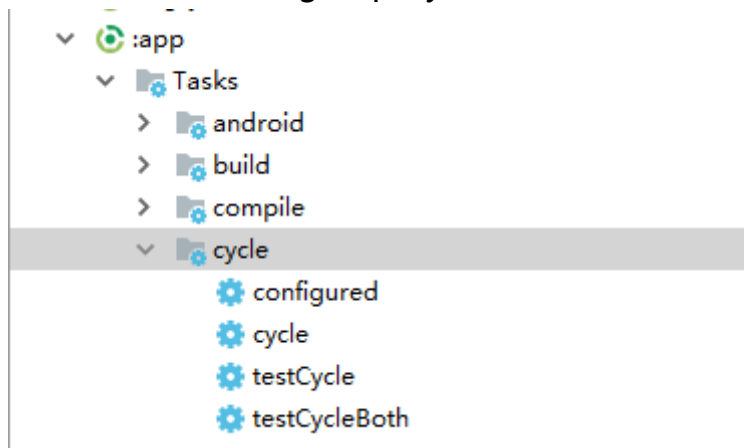 :app
Tasks
android
build
compile
cycle
configured
cycle
testCycle
testCycleBoth